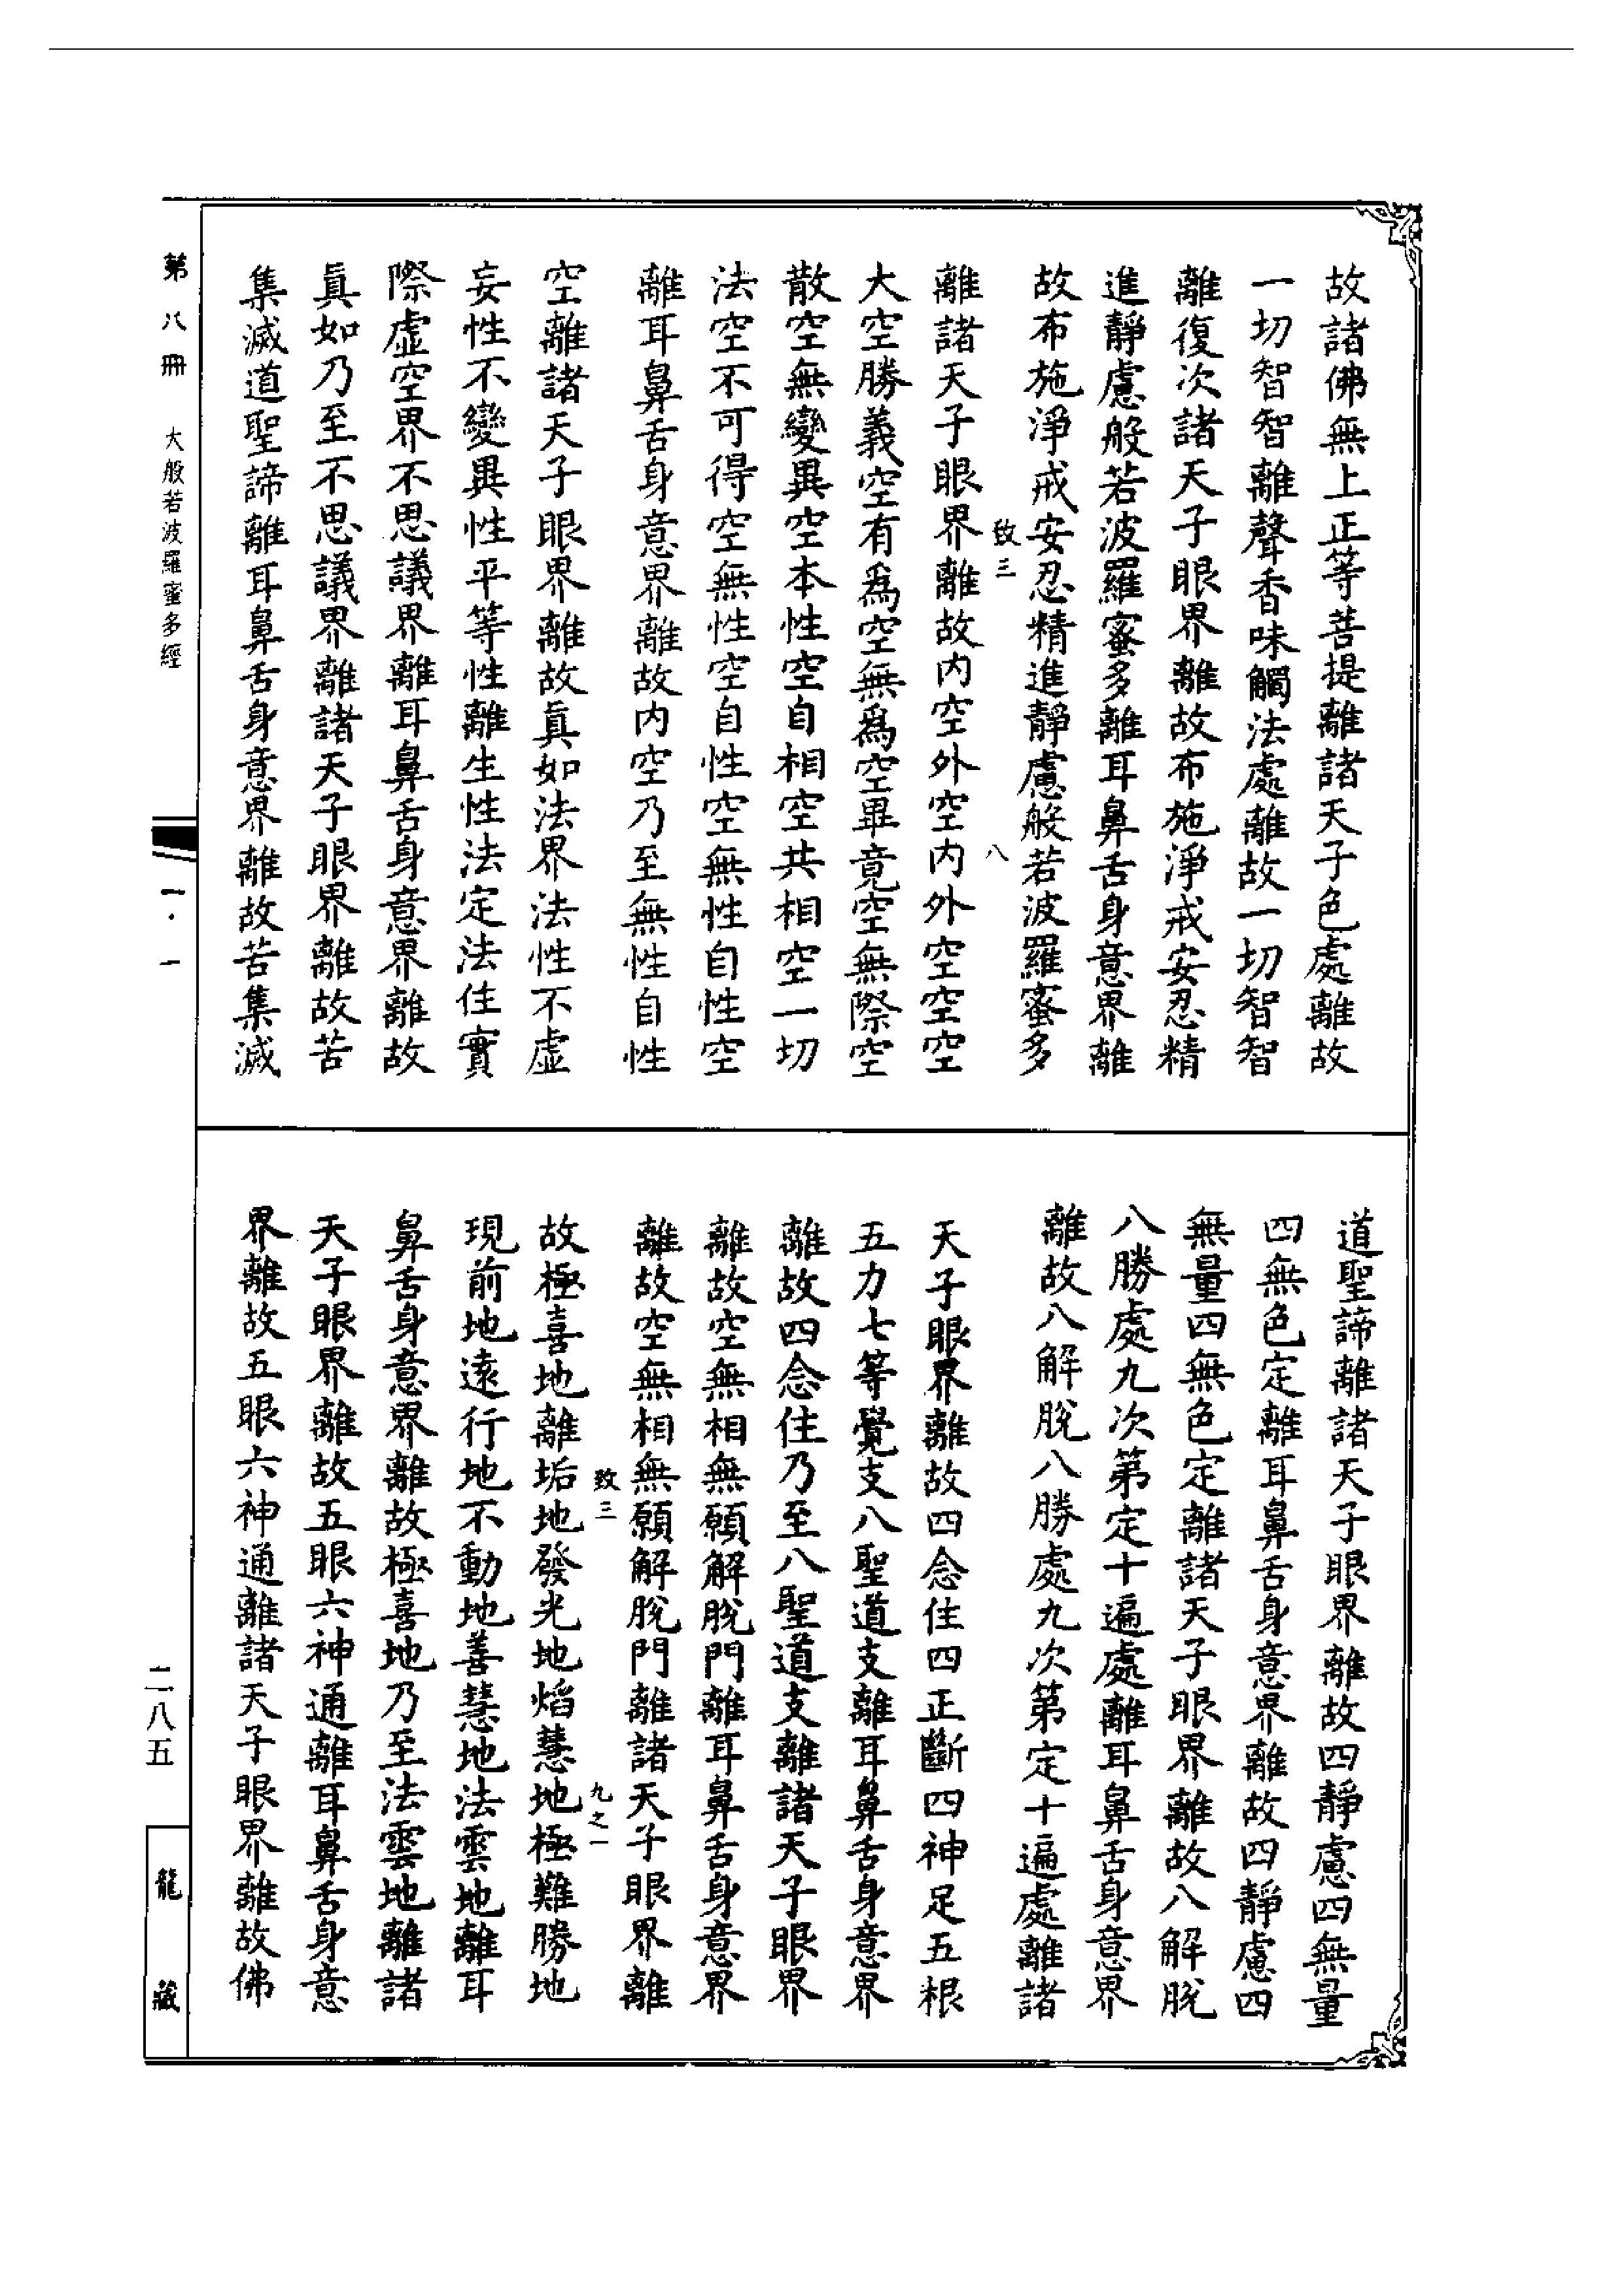 故諸佛無上正等菩提離諸天子色處離故
一切智智離聲香味觸法處離故一切智智
離復次諸天子眼界離故布施淨戒安忍精
進靜慮般若波羅蜜多離耳鼻舌身意界離
故布施淨戒安忍精進靜慮般若波羅蜜多
致三 八
離諸天子眼界離故内空外空内外空空空
大空勝義空有爲空無爲空畢竟空無際空
散空無變異空本性空自相空共相空一切
法空不可得空無性空自性空無性自性空
離耳鼻舌身意界離故内空乃至無性自性
空離諸天子眼界離故眞如法界法性不虛
妄性不變異性平等性離生性法定法住實
際虛空界不思議界離耳鼻舌身意界離故
眞如乃至不思議界離諸天子眼界離故苦
集滅道聖諦離耳鼻舌身意界離故苦集滅
道聖諦離諸天子眼界離故四靜慮四無量
四無色定離耳鼻舌身意界離故四靜慮四
無量四無色定離諸天子眼界離故八解脫
八勝處九次第定十遍處離耳鼻舌身意界
離故八解脫八勝處九次第定十遍處離諸
天子眼界離故四念住四正斷四神足五根
五力七等覺支八聖道支離耳鼻舌身意界
離故四念住乃至八聖道支離諸天子眼界
離故空無相無願解脫門離耳鼻舌身意界
離故空無相無願解脫門離諸天子眼界離
致三 九之一
故極喜地離垢地發光地焰慧地極難勝地
現前地遠行地不動地善慧地法雲地離耳
鼻舌身意界離故極喜地乃至法雲地離諸
天子眼界離故五眼六神通離耳鼻舌身意
界離故五眼六神通離諸天子眼界離故佛
第八冊 大般若波羅蜜多經 一·一
二八五
龍藏